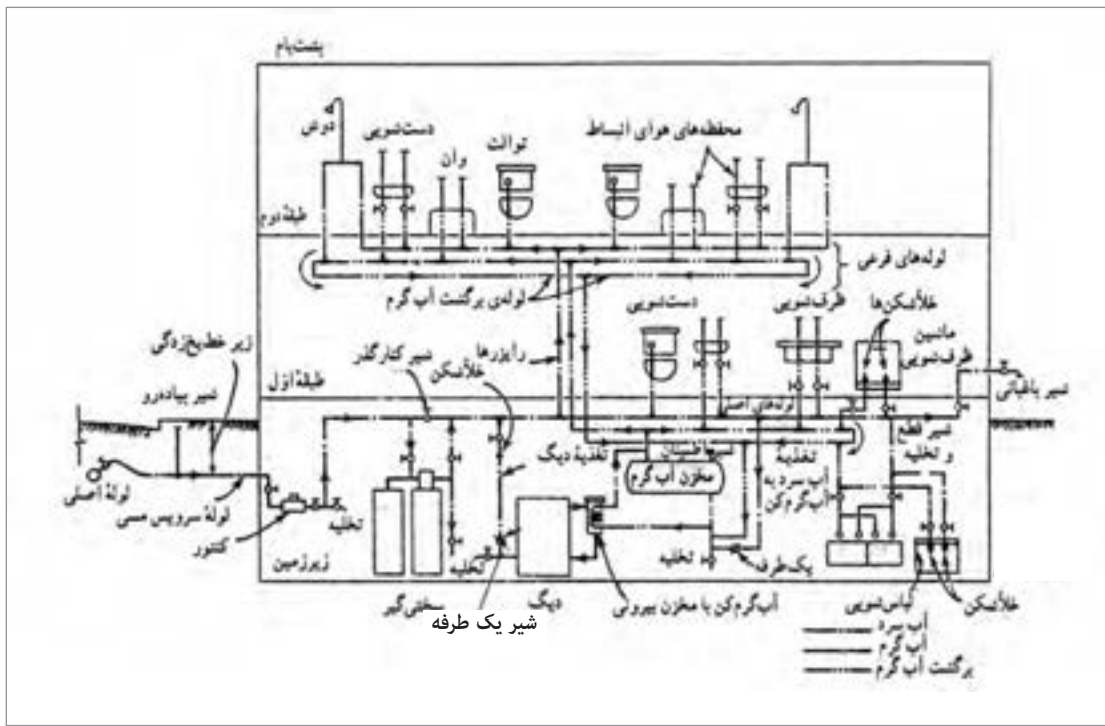 پشت‌بام
دوش
دست‌شویی
وان
توالت
محفظه‌های هوای انبساط
طبقهٔ دوم
لوله‌های فرعی
لوله‌ی برگشت آب گرم
دست‌شویی
ظرف‌شویی
خلأشکن‌ها
ماشین
ظرف‌شویی
رایزرها
خلأشکن
شیر کنارگذر
طبقهٔ اول
شیر باغبانی
زیر خط یخ‌زدگی
شیر پیاده‌رو
لوله‌های اصلی
شیر قطع
و تخلیه
لولهٔ اصلی
لولهٔ سرویس مسی
کنتور
تخلیه
تغذیهٔ دیگ
شیر اطمینان
مخزن آب گرم
تغذیهٔ
آب سرد به
آب‌گرم‌کن
زیرزمین
تخلیه
تخلیه
یک‌طرفه
سختی‌گیر
دیگ
آب‌گرم‌کن با مخزن بیرونی
لباس‌شویی
خلأشکن
شیر یک طرفه
آب سرد
آب گرم
برگشت آب گرم